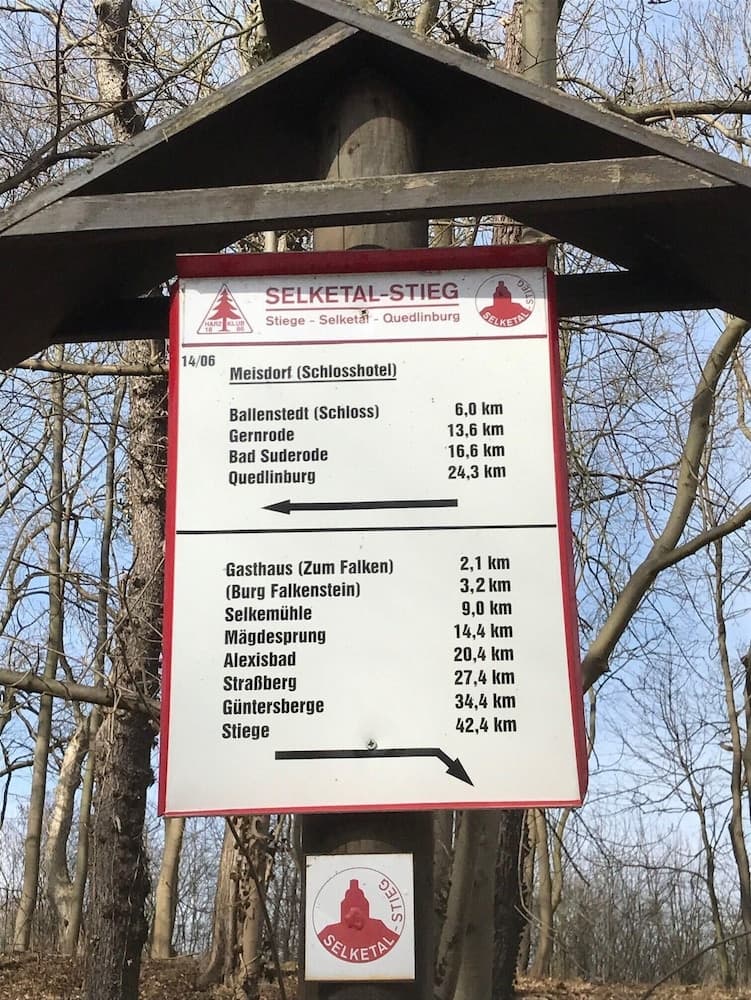 HARZKLUB
18 86
SELKETAL-STIEG
Stiege - Selketal - Quedlinburg
SELKETAL-STIEG
14/06
Meisdorf (Schlosshotel)
Ballenstedt (Schloss) 6,0 km
Gernrode 13,6 km
Bad Suderode 16,6 km
Quedlinburg 24,3 km
Gasthaus (Zum Falken) 2,1 km
(Burg Falkenstein) 3,2 km
Selkemühle 9,0 km
Mägdesprung 14,4 km
Alexisbad 20,4 km
Straßberg 27,4 km
Güntersberge 34,4 km
Stiege 42,4 km
SELKETAL-STIEG